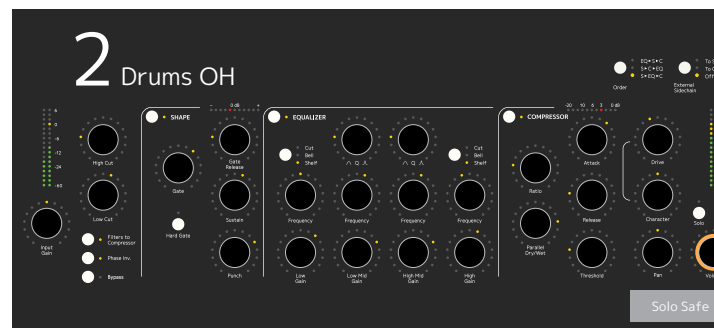 2 Drums OH
EQ▸S▸C
S▸C▸EQ
S▸EQ▸C
Order
External
Sidechain
To S
To C
Off
6
0
-6
-12
-24
-60
High Cut
Low Cut
Input
Gain
Filters to
Compressor
Phase Inv.
Bypass
SHAPE
- 0 dB +
Gate
Release
Gate
Sustain
Hard Gate
Punch
EQUALIZER
Cut
Bell
Shelf
Q
Q
Cut
Bell
Shelf
Frequency
Frequency
Frequency
Frequency
Low
Gain
Low Mid
Gain
High Mid
Gain
High
Gain
COMPRESSOR
-20 10 6 3 0 dB
Attack
Ratio
Release
Parallel
Dry/Wet
Threshold
Drive
Character
Pan
Solo
Solo Safe